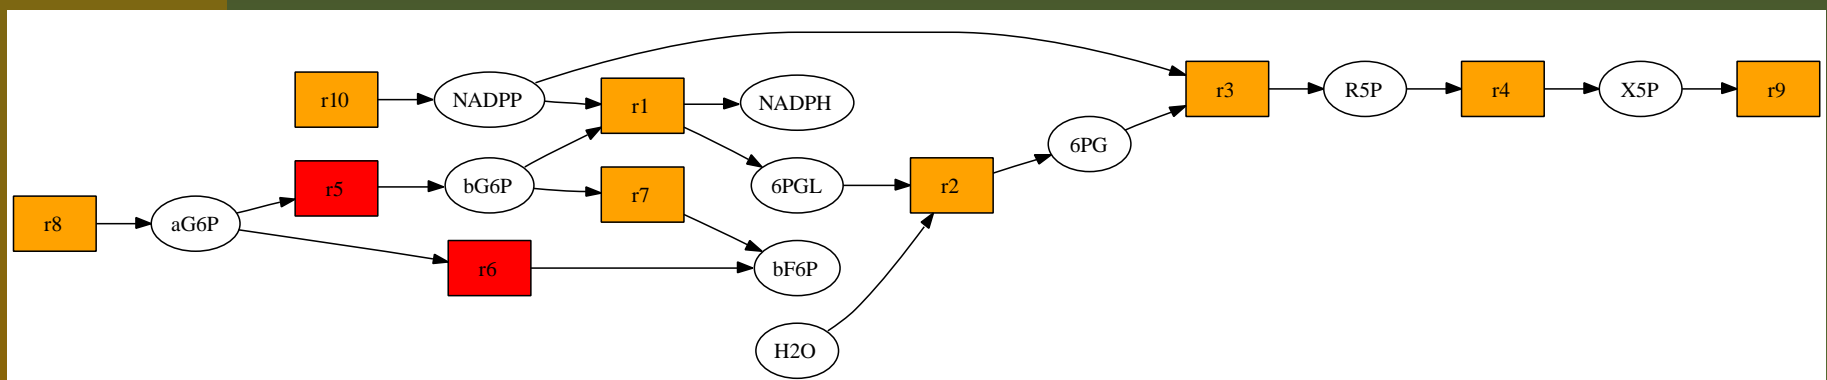 r10
NADPP
r1
NADPH
r3
R5P
r4
X5P
r9
6PG
r5
bG6P
r7
6PGL
r2
r8
aG6P
r6
bF6P
H2O